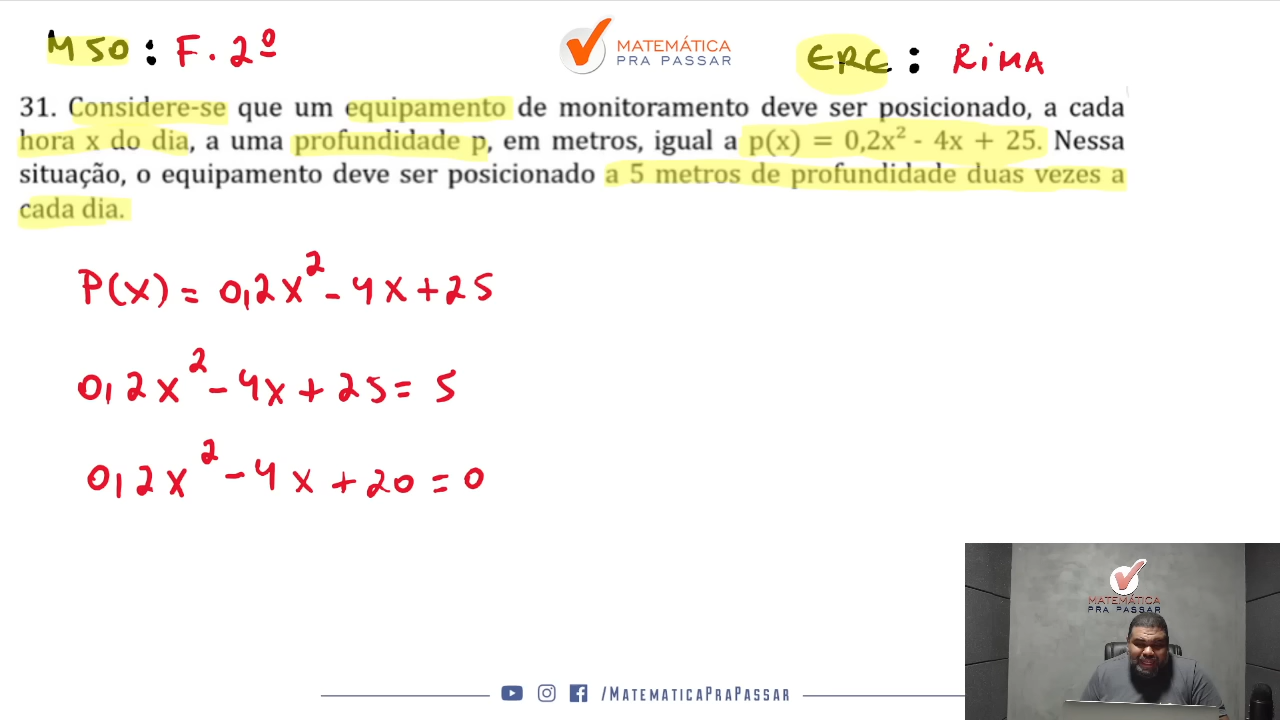 M50 : F. 2º
MATEMÁTICA
PRA PASSAR
ERC : RiMA
31. Considere-se que um equipamento de monitoramento deve ser posicionado, a cada
hora x do dia, a uma profundidade p, em metros, igual a p(x) = 0,2x² - 4x + 25. Nessa
situação, o equipamento deve ser posicionado a 5 metros de profundidade duas vezes a
cada dia.
P(x) = 0,2x² - 4x + 25
0,2x² - 4x + 25 = 5
0,2x² - 4x + 20 = 0
MATEMÁTICA
PRA PASSAR
/MATEMATICAPRAPASSAR